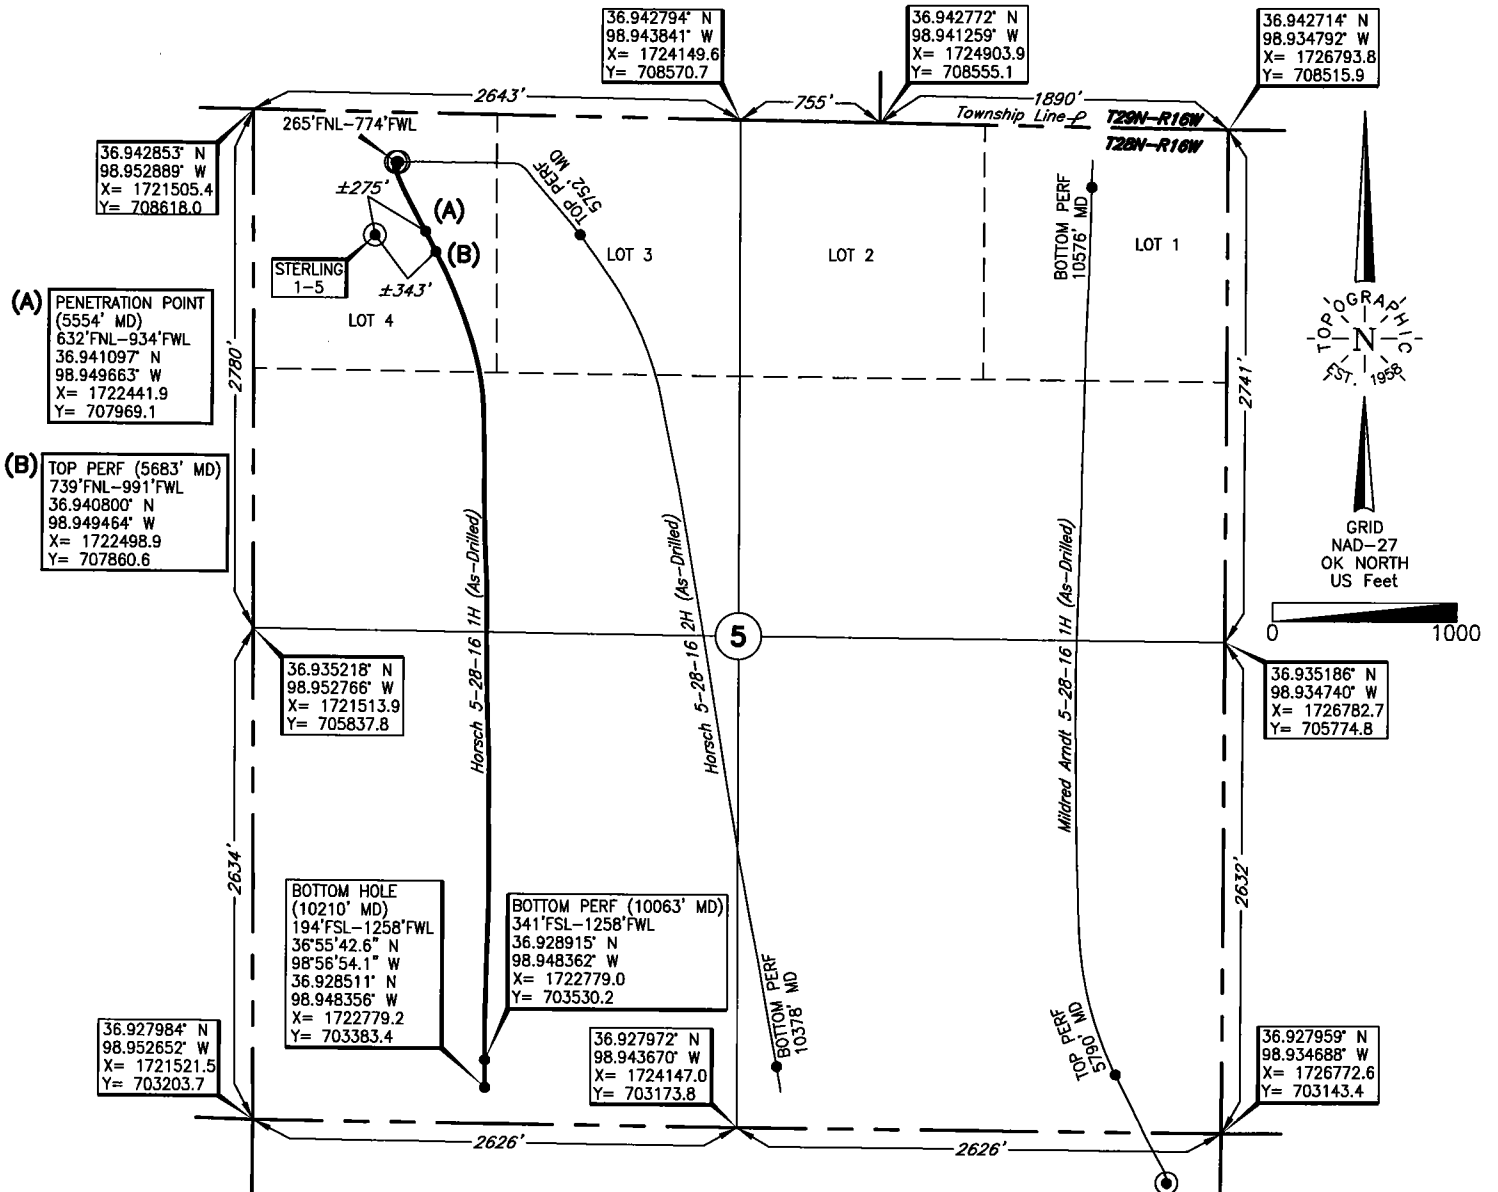 36.942794° N
98.943841° W
X= 1724149.6
Y= 708570.7
36.942772° N
98.941259° W
X= 1724903.9
Y= 708555.1
36.942714° N
98.934792° W
X= 1726793.8
Y= 708515.9
2643'
755'
1890'
Township Line
T29N-R16W
T28N-R16W
265'FNL-774'FWL
36.942853° N
98.952889° W
X= 1721505.4
Y= 708618.0
±275'
(A)
(B)
STERLING
1-5
±343'
LOT 4
TOP PERF
5752' MD
LOT 3
LOT 2
BOTTOM PERF
10576' MD
LOT 1
TOPOGRAPHIC
N
EST. 1958
(A)
PENETRATION POINT
(5554' MD)
632'FNL-934'FWL
36.941097° N
98.949663° W
X= 1722441.9
Y= 707969.1
2780'
2741'
(B)
TOP PERF (5683' MD)
739'FNL-991'FWL
36.940800° N
98.949464° W
X= 1722498.9
Y= 707860.6
GRID
NAD-27
OK NORTH
US Feet
0 1000
Horsch 5-28-16 1H (As-Drilled)
Horsch 5-28-16 2H (As-Drilled)
Mildred Arndt 5-28-16 1H (As-Drilled)
5
36.935218° N
98.952766° W
X= 1721513.9
Y= 705837.8
36.935186° N
98.934740° W
X= 1726782.7
Y= 705774.8
2634'
2632'
BOTTOM HOLE
(10210' MD)
194'FSL-1258'FWL
36°55'42.6" N
98°56'54.1" W
36.928511° N
98.948356° W
X= 1722779.2
Y= 703383.4
BOTTOM PERF (10063' MD)
341'FSL-1258'FWL
36.928915° N
98.948362° W
X= 1722779.0
Y= 703530.2
BOTTOM PERF
10378' MD
TOP PERF
5790' MD
36.927984° N
98.952652° W
X= 1721521.5
Y= 703203.7
36.927972° N
98.943670° W
X= 1724147.0
Y= 703173.8
36.927959° N
98.934688° W
X= 1726772.6
Y= 703143.4
2626'
2626'